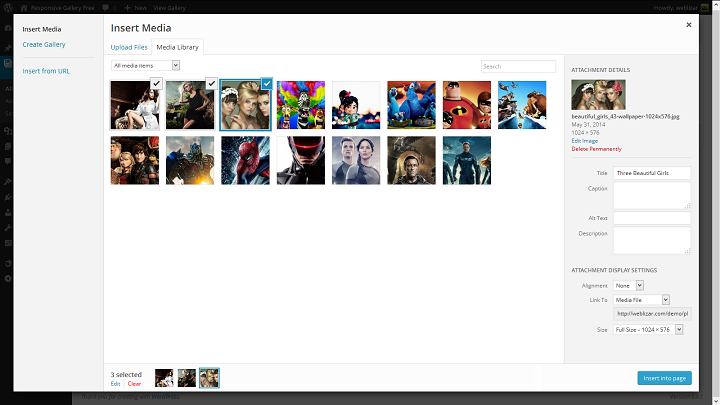 Responsive Gallery Free
0
New
View Gallery
Howdy, weblizar
Insert Media
Create Gallery
Insert from URL
Insert Media
Upload Files
Media Library
All media items
Search
ATTACHMENT DETAILS
beautiful_girls_43-wallpaper-1024x576.jpg
May 31, 2014
1024 × 576
Edit Image
Delete Permanently
Title
Three Beautiful Girls
Caption
Alt Text
Description
ATTACHMENT DISPLAY SETTINGS
Alignment
None
Link To
Media File
http://weblizar.com/demo/pl
Size
Full Size – 1024 × 576
3 selected
Edit
Clear
Insert into page
Thank you for creating with WordPress.